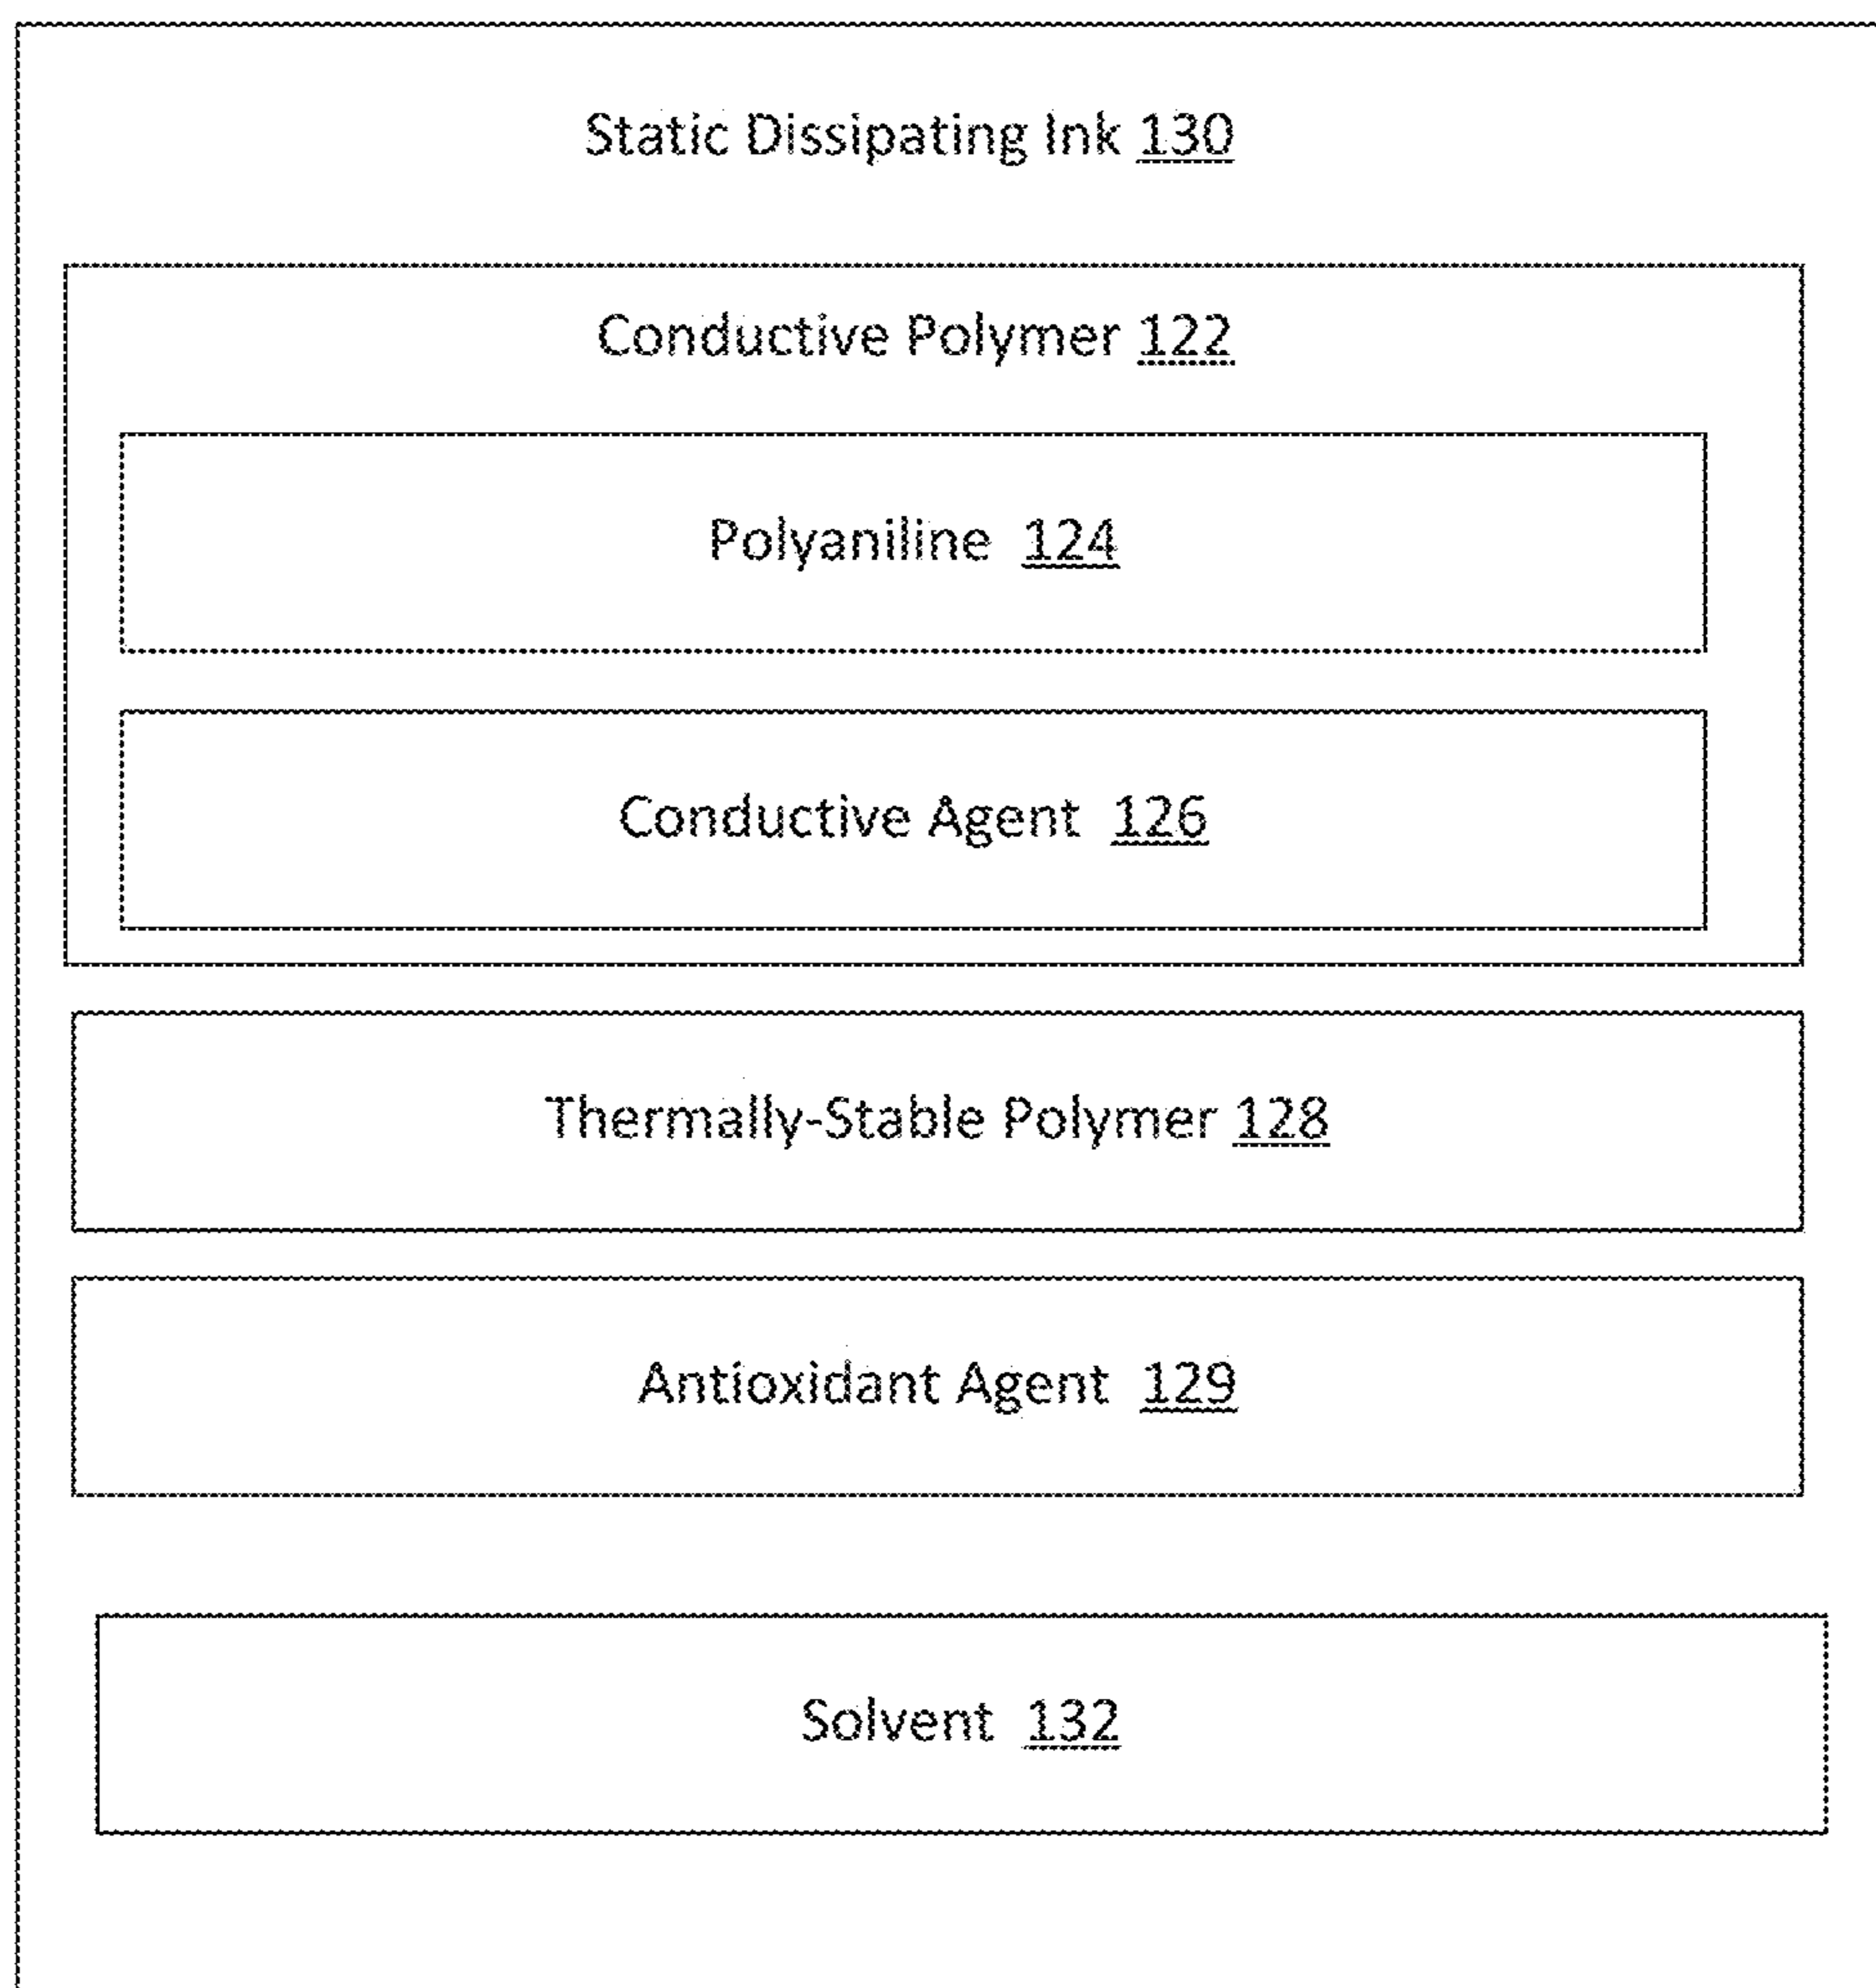 Static Dissipating Ink 130
Conductive Polymer 122
Polyaniline 124
Conductive Agent 126
Thermally-Stable Polymer 128
Antioxidant Agent 129
Solvent 132